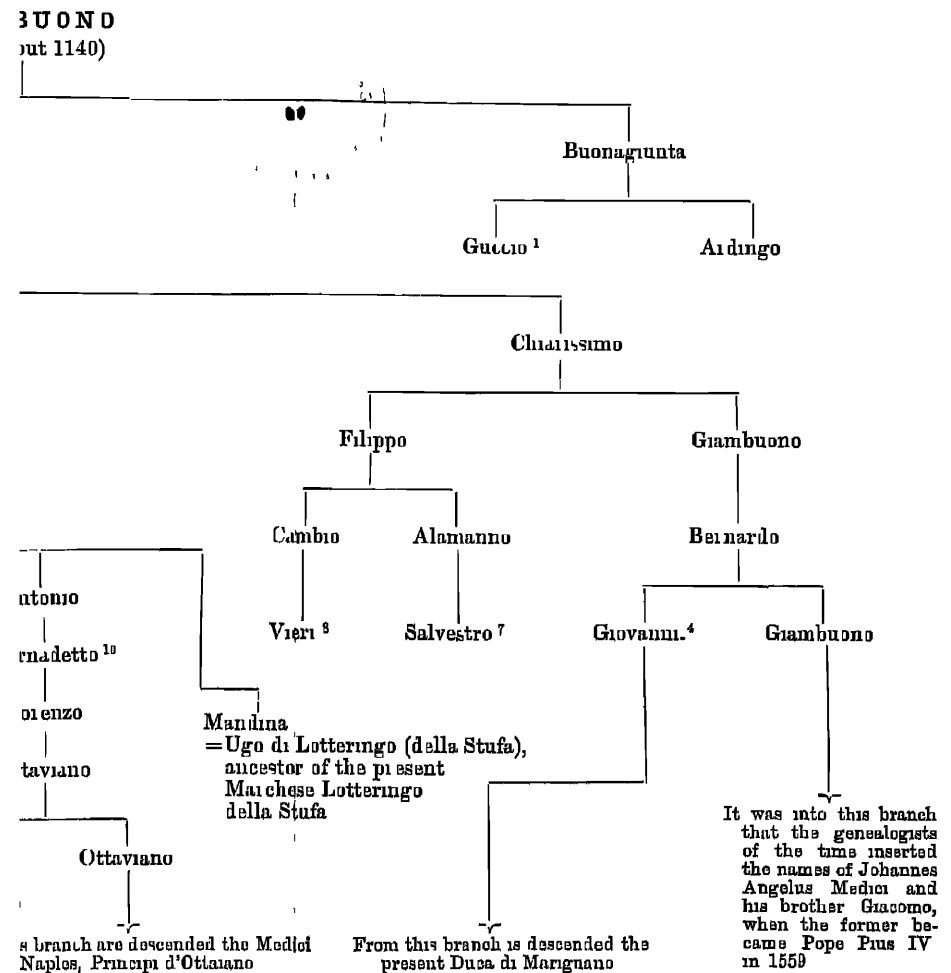 BUONO
out 1140)
Buonagiunta
Guccio ¹ Ardingo
Chiarissimo
Filippo Giambuono
Cambio Alamanno Bernardo
ntonio
Vieri ⁸ Salvestro ⁷ Giovanni.⁴ Giambuono
rnadetto ¹⁰
orenzo
Mandina
=Ugo di Lotteringo (della Stufa),
ancestor of the present
Marchese Lotteringo
della Stufa
taviano
Ottaviano
It was into this branch
that the genealogists
of the time inserted
the names of Johannes
Angelus Medici and
his brother Giacomo,
when the former be-
came Pope Pius IV
in 1559
s branch are descended the Medici
Naples, Principi d'Ottaiano
From this branch is descended the
present Duca di Marignano